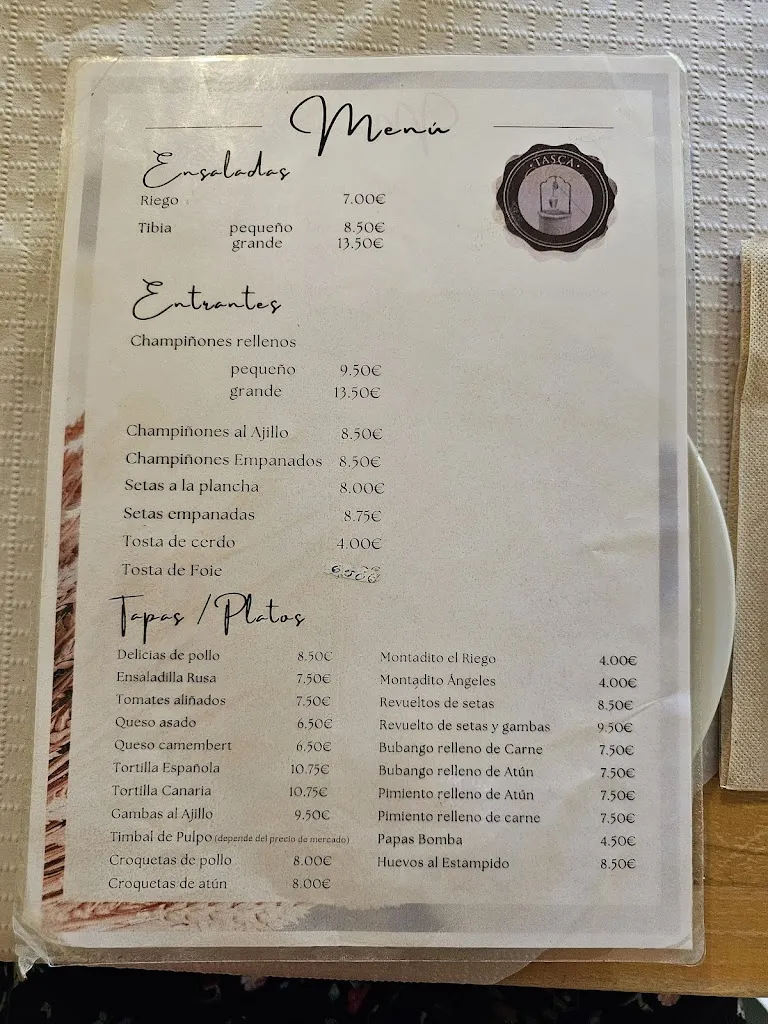 Menú
TASCA
Ensaladas
Riego 7.00€
Tibia pequeño 8.50€
grande 13.50€
Entrantes
Champiñones rellenos
pequeño 9.50€
grande 13.50€
Champiñones al Ajillo 8.50€
Champiñones Empanados 8.50€
Setas a la plancha 8.00€
Setas empanadas 8.75€
Tosta de cerdo 4.00€
Tosta de Foie
Tapas / Platos
Delicias de pollo 8.50€
Ensaladilla Rusa 7.50€
Tomates aliñados 7.50€
Queso asado 6.50€
Queso camembert 6.50€
Tortilla Española 10.75€
Tortilla Canaria 10.75€
Gambas al Ajillo 9.50€
Timbal de Pulpo (depende del precio de mercado)
Croquetas de pollo 8.00€
Croquetas de atún 8.00€
Montadito el Riego 4.00€
Montadito Ángeles 4.00€
Revueltos de setas 8.50€
Revuelto de setas y gambas 9.50€
Bubango relleno de Carne 7.50€
Bubango relleno de Atún 7.50€
Pimiento relleno de Atún 7.50€
Pimiento relleno de carne 7.50€
Papas Bomba 4.50€
Huevos al Estampido 8.50€